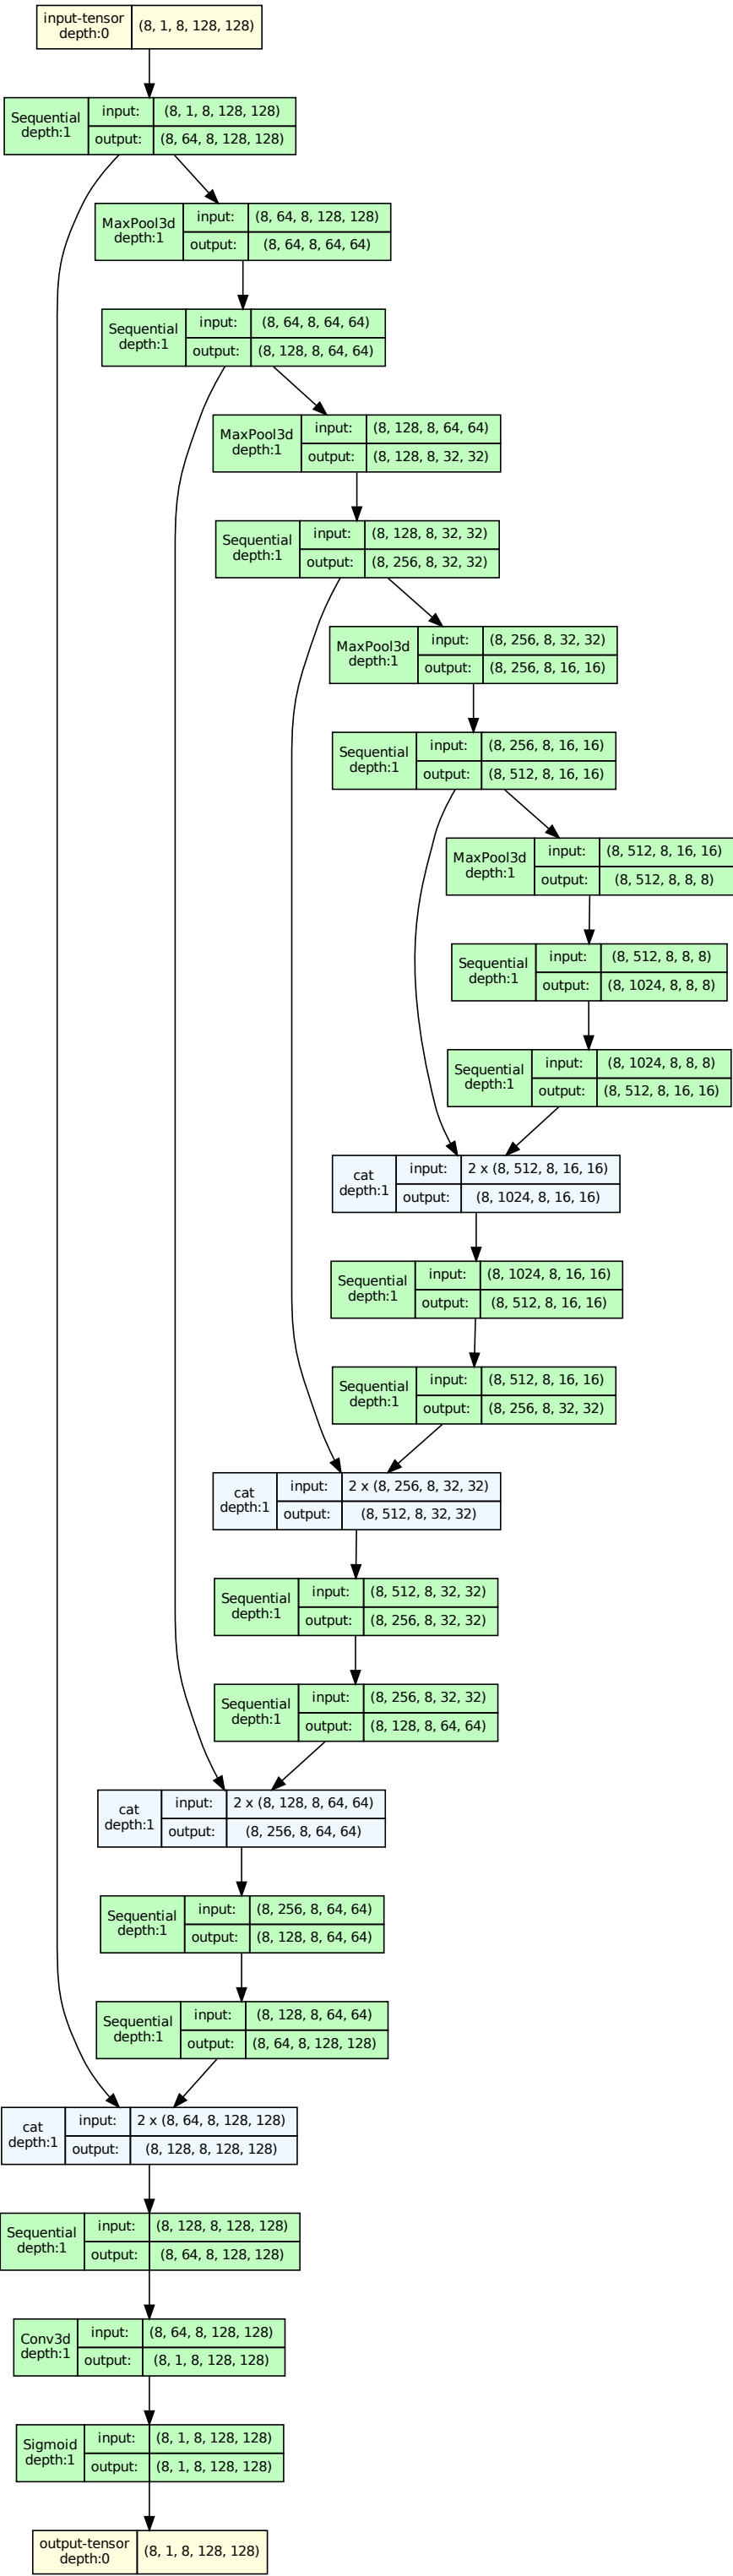 input-tensor
depth:0
(8, 1, 8, 128, 128)
Sequential
depth:1
input:
(8, 1, 8, 128, 128)
output:
(8, 64, 8, 128, 128)
MaxPool3d
depth:1
input:
(8, 64, 8, 128, 128)
output:
(8, 64, 8, 64, 64)
Sequential
depth:1
input:
(8, 64, 8, 64, 64)
output:
(8, 128, 8, 64, 64)
MaxPool3d
depth:1
input:
(8, 128, 8, 64, 64)
output:
(8, 128, 8, 32, 32)
Sequential
depth:1
input:
(8, 128, 8, 32, 32)
output:
(8, 256, 8, 32, 32)
MaxPool3d
depth:1
input:
(8, 256, 8, 32, 32)
output:
(8, 256, 8, 16, 16)
Sequential
depth:1
input:
(8, 256, 8, 16, 16)
output:
(8, 512, 8, 16, 16)
MaxPool3d
depth:1
input:
(8, 512, 8, 16, 16)
output:
(8, 512, 8, 8, 8)
Sequential
depth:1
input:
(8, 512, 8, 8, 8)
output:
(8, 1024, 8, 8, 8)
Sequential
depth:1
input:
(8, 1024, 8, 8, 8)
output:
(8, 512, 8, 16, 16)
cat
depth:1
input:
2 x (8, 512, 8, 16, 16)
output:
(8, 1024, 8, 16, 16)
Sequential
depth:1
input:
(8, 1024, 8, 16, 16)
output:
(8, 512, 8, 16, 16)
Sequential
depth:1
input:
(8, 512, 8, 16, 16)
output:
(8, 256, 8, 32, 32)
cat
depth:1
input:
2 x (8, 256, 8, 32, 32)
output:
(8, 512, 8, 32, 32)
Sequential
depth:1
input:
(8, 512, 8, 32, 32)
output:
(8, 256, 8, 32, 32)
Sequential
depth:1
input:
(8, 256, 8, 32, 32)
output:
(8, 128, 8, 64, 64)
cat
depth:1
input:
2 x (8, 128, 8, 64, 64)
output:
(8, 256, 8, 64, 64)
Sequential
depth:1
input:
(8, 256, 8, 64, 64)
output:
(8, 128, 8, 64, 64)
Sequential
depth:1
input:
(8, 128, 8, 64, 64)
output:
(8, 64, 8, 128, 128)
cat
depth:1
input:
2 x (8, 64, 8, 128, 128)
output:
(8, 128, 8, 128, 128)
Sequential
depth:1
input:
(8, 128, 8, 128, 128)
output:
(8, 64, 8, 128, 128)
Conv3d
depth:1
input:
(8, 64, 8, 128, 128)
output:
(8, 1, 8, 128, 128)
Sigmoid
depth:1
input:
(8, 1, 8, 128, 128)
output:
(8, 1, 8, 128, 128)
output-tensor
depth:0
(8, 1, 8, 128, 128)